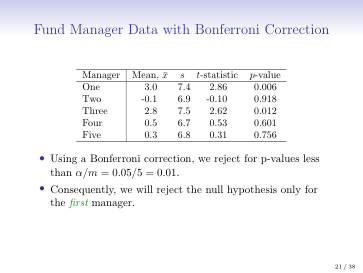 Fund Manager Data with Bonferroni Correction
Manager Mean, x̄ s t-statistic p-value
One 3.0 7.4 2.86 0.006
Two -0.1 6.9 -0.10 0.918
Three 2.8 7.5 2.62 0.012
Four 0.5 6.7 0.53 0.601
Five 0.3 6.8 0.31 0.756
• Using a Bonferroni correction, we reject for p-values less
than α/m = 0.05/5 = 0.01.
• Consequently, we will reject the null hypothesis only for
the first manager.
21 / 38